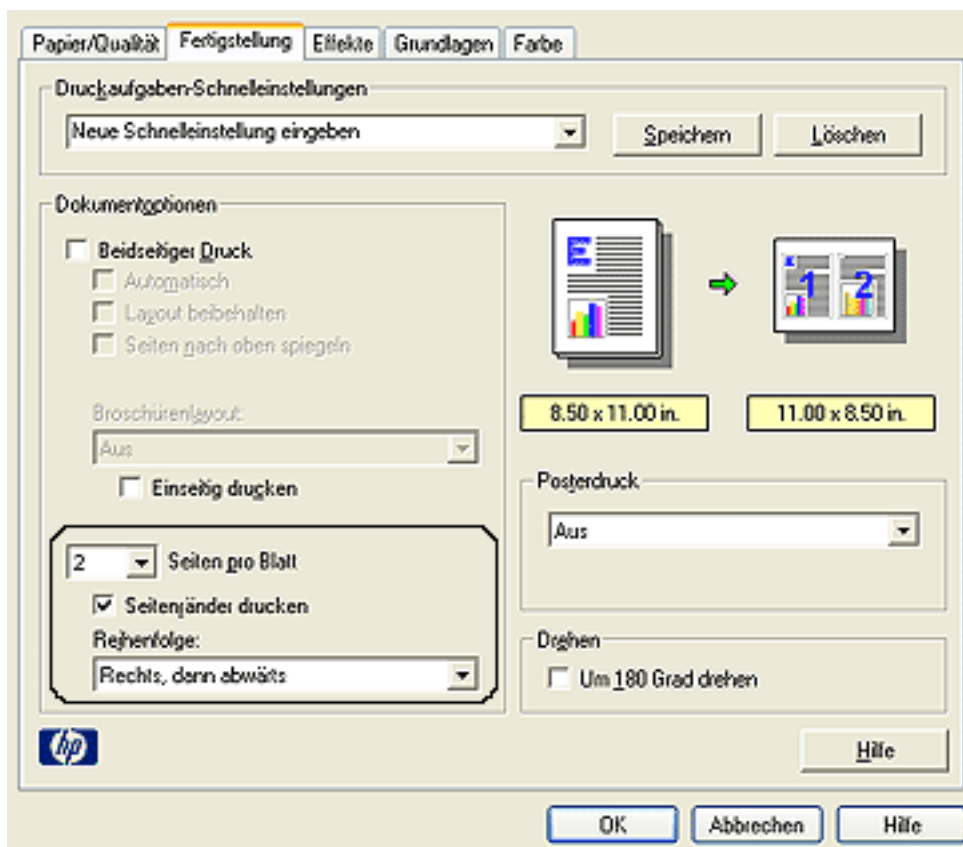 Papier/Qualität Fertigstellung Effekte Grundlagen Farbe
Druckaufgaben-Schnelleinstellungen
Neue Schnelleinstellung eingeben Speichern Löschen
Dokumentoptionen
Beidseitiger Druck
Automatisch
Layout beibehalten
Seiten nach oben spiegeln
Broschürenlayout:
Aus
Einseitig drucken
2 Seiten pro Blatt
Seitenränder drucken
Reihenfolge:
Rechts, dann abwärts
E
1 2
8.50 x 11.00 in. 11.00 x 8.50 in.
Posterdruck
Aus
Drehen
Um 180 Grad drehen
hp
Hilfe
OK Abbrechen Hilfe